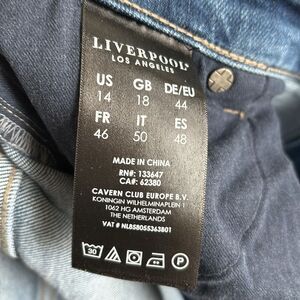 LIVERPOOL
LOS ANGELES
US GB DE/EU
14 18 44
FR IT ES
46 50 48
MADE IN CHINA
RN#: 133647
CA#: 62380
CAVERN CLUB EUROPE B.V.
KONINGIN WILHELMINAPLEIN 1
1062 HG AMSTERDAM
THE NETHERLANDS
VAT # NL858055363B01
30
P